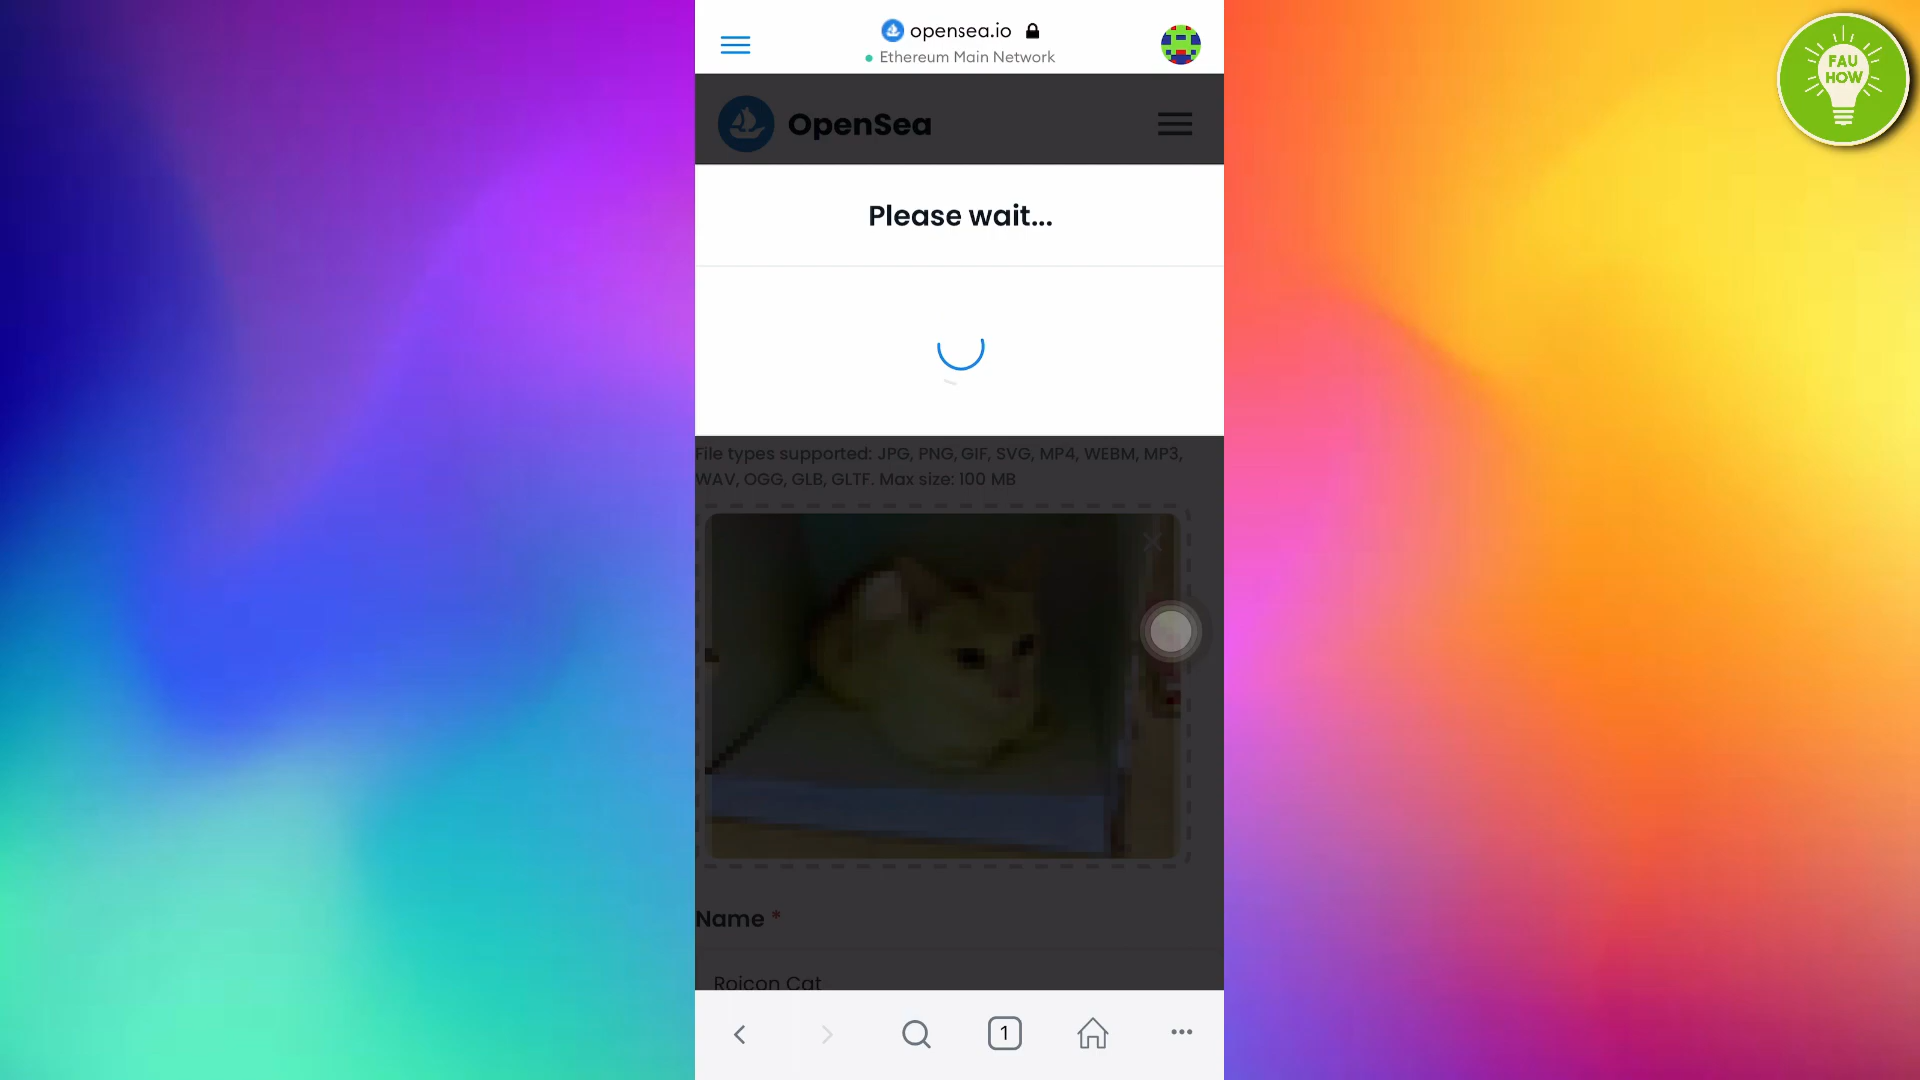 opensea.io
Ethereum Main Network
FAU
HOW
OpenSea
Please wait...
File types supported: JPG, PNG, GIF, SVG, MP4, WEBM, MP3,
WAV, OGG, GLB, GLTF. Max size: 100 MB
Name *
Roicon Cat
1